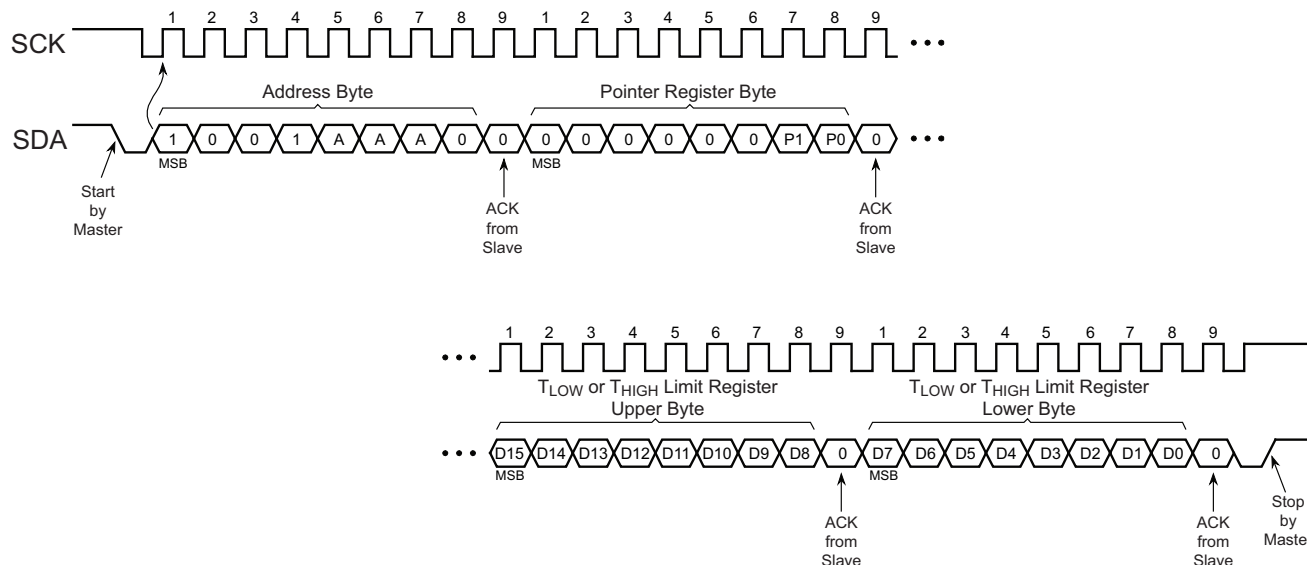 1 2 3 4 5 6 7 8 9 1 2 3 4 5 6 7 8 9
SCK
Address Byte Pointer Register Byte
SDA 1 0 0 1 A A A 0 0 0 0 0 0 0 0 P1 P0 0
MSB MSB
Start
by
Master
ACK
from
Slave
ACK
from
Slave
1 2 3 4 5 6 7 8 9 1 2 3 4 5 6 7 8 9
TLOW or THIGH Limit Register
Upper Byte
TLOW or THIGH Limit Register
Lower Byte
D15 D14 D13 D12 D11 D10 D9 D8 0 D7 D6 D5 D4 D3 D2 D1 D0 0
MSB MSB
ACK
from
Slave
ACK
from
Slave
Stop
by
Master